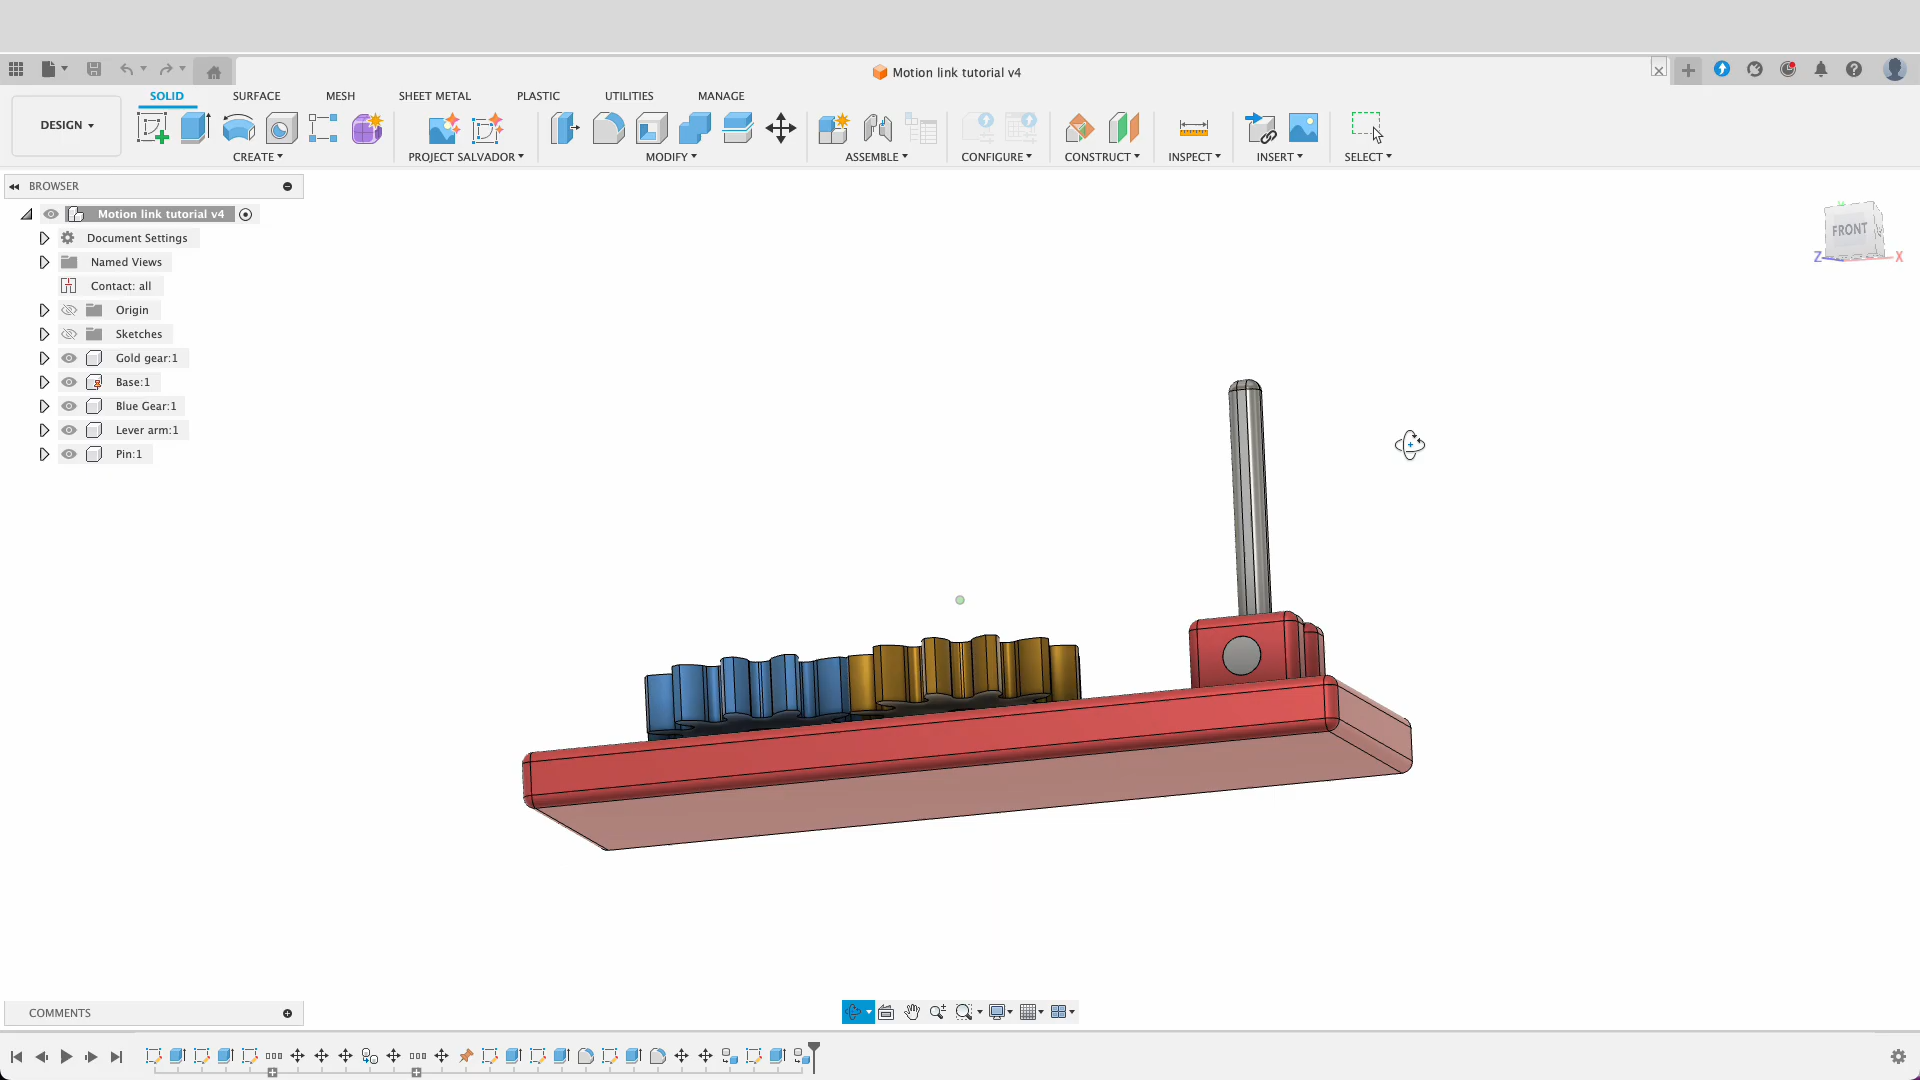 Motion link tutorial v4
DESIGN
SOLID
SURFACE
MESH
SHEET METAL
PLASTIC
UTILITIES
MANAGE
CREATE
PROJECT SALVADOR
MODIFY
ASSEMBLE
CONFIGURE
CONSTRUCT
INSPECT
INSERT
SELECT
BROWSER
Motion link tutorial v4
Document Settings
Named Views
Contact: all
Origin
Sketches
Gold gear:1
Base:1
Blue Gear:1
Lever arm:1
Pin:1
FRONT
Z
X
COMMENTS